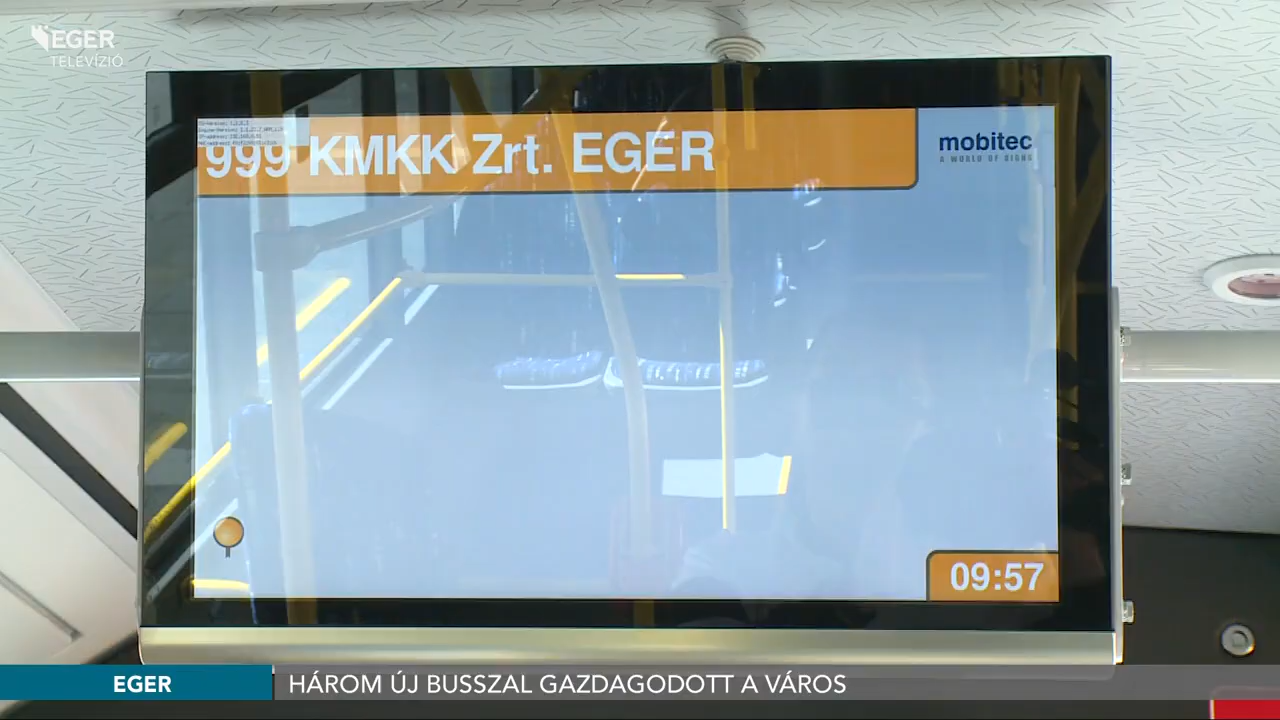 EGER
TELEVÍZIÓ
999 KMKK Zrt. EGER
mobitec
A WORLD OF SIGNS
09:57
EGER
HÁROM ÚJ BUSSZAL GAZDAGODOTT A VÁROS